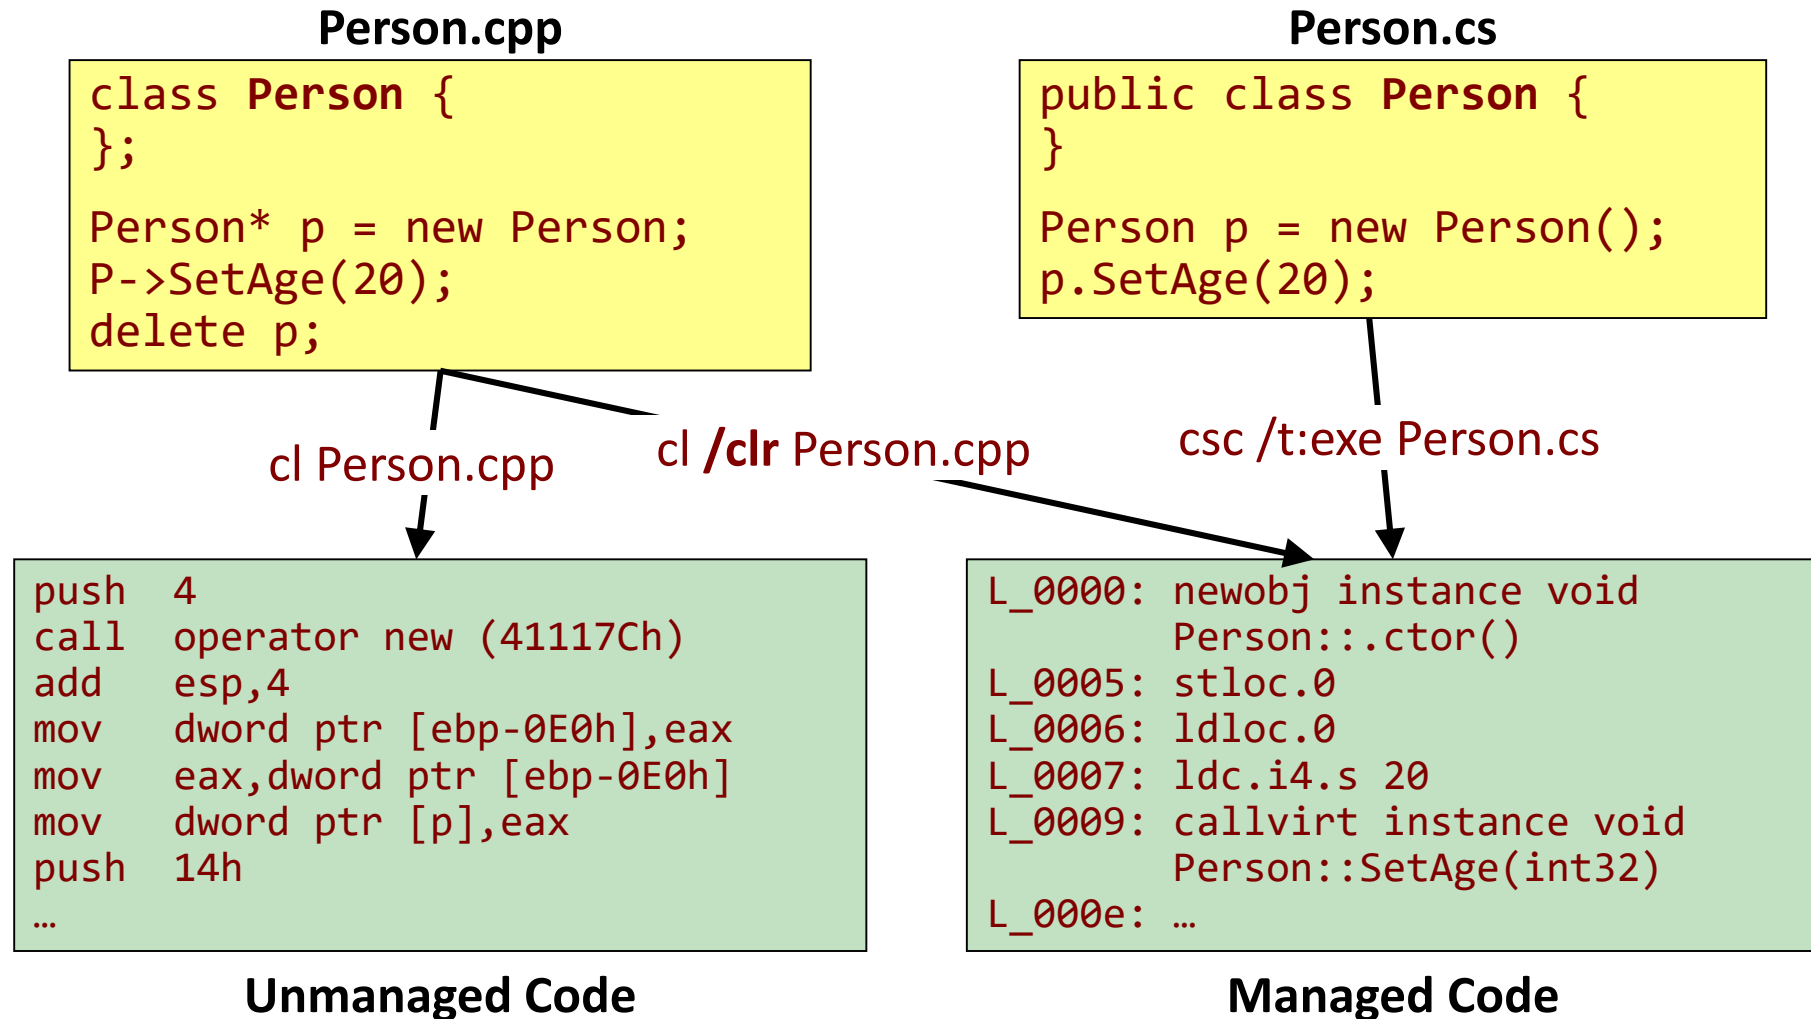 Person.cpp
class Person {
};
Person* p = new Person;
P->SetAge(20);
delete p;
Person.cs
public class Person {
}
Person p = new Person();
p.SetAge(20);
cl Person.cpp
cl /clr Person.cpp
csc /t:exe Person.cs
push 4
call operator new (41117Ch)
add esp,4
mov dword ptr [ebp-0E0h],eax
mov eax,dword ptr [ebp-0E0h]
mov dword ptr [p],eax
push 14h
…
Unmanaged Code
L_0000: newobj instance void
Person::.ctor()
L_0005: stloc.0
L_0006: ldloc.0
L_0007: ldc.i4.s 20
L_0009: callvirt instance void
Person::SetAge(int32)
L_000e: …
Managed Code